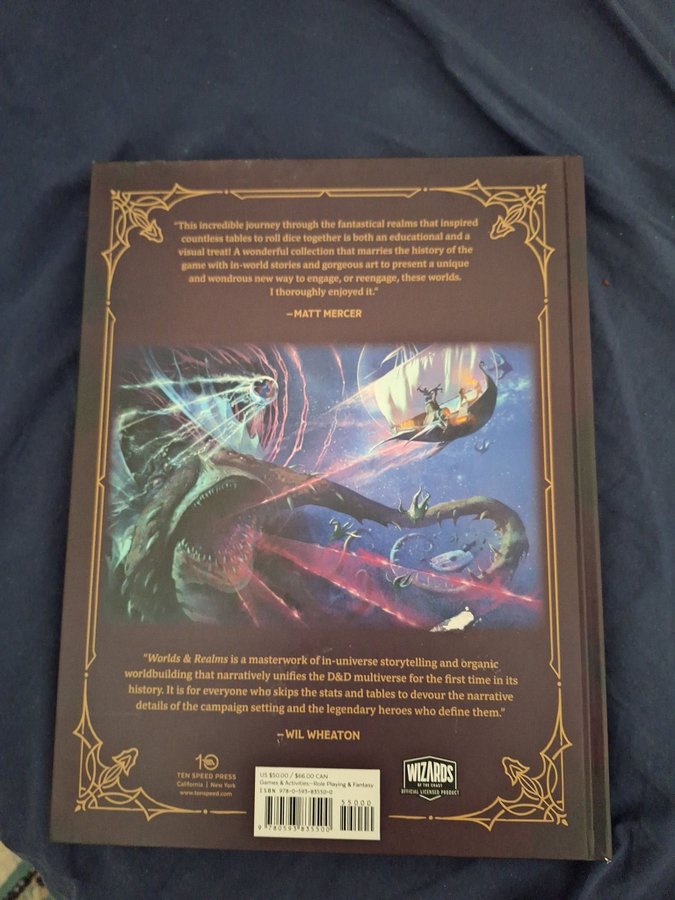 "This incredible journey through the fantastical realms that inspired
countless tables to roll dice together is both an educational and a
visual treat! A wonderful collection that marries the history of the
game with in-world stories and gorgeous art to present a unique
and wondrous new way to engage, or reengage, these worlds.
I thoroughly enjoyed it."
—MATT MERCER
"Worlds & Realms is a masterwork of in-universe storytelling and organic
worldbuilding that narratively unifies the D&D multiverse for the first time in its
history. It is for everyone who skips the stats and tables to devour the narrative
details of the campaign setting and the legendary heroes who define them."
—WIL WHEATON
TEN SPEED PRESS
California | New York
www.tenspeed.com
US $50.00 / $66.00 CAN
Games & Activities—Role Playing & Fantasy
ISBN 978-0-593-83550-0
55000
9 780593 835500
WIZARDS
OF THE COAST
OFFICIAL LICENSED PRODUCT